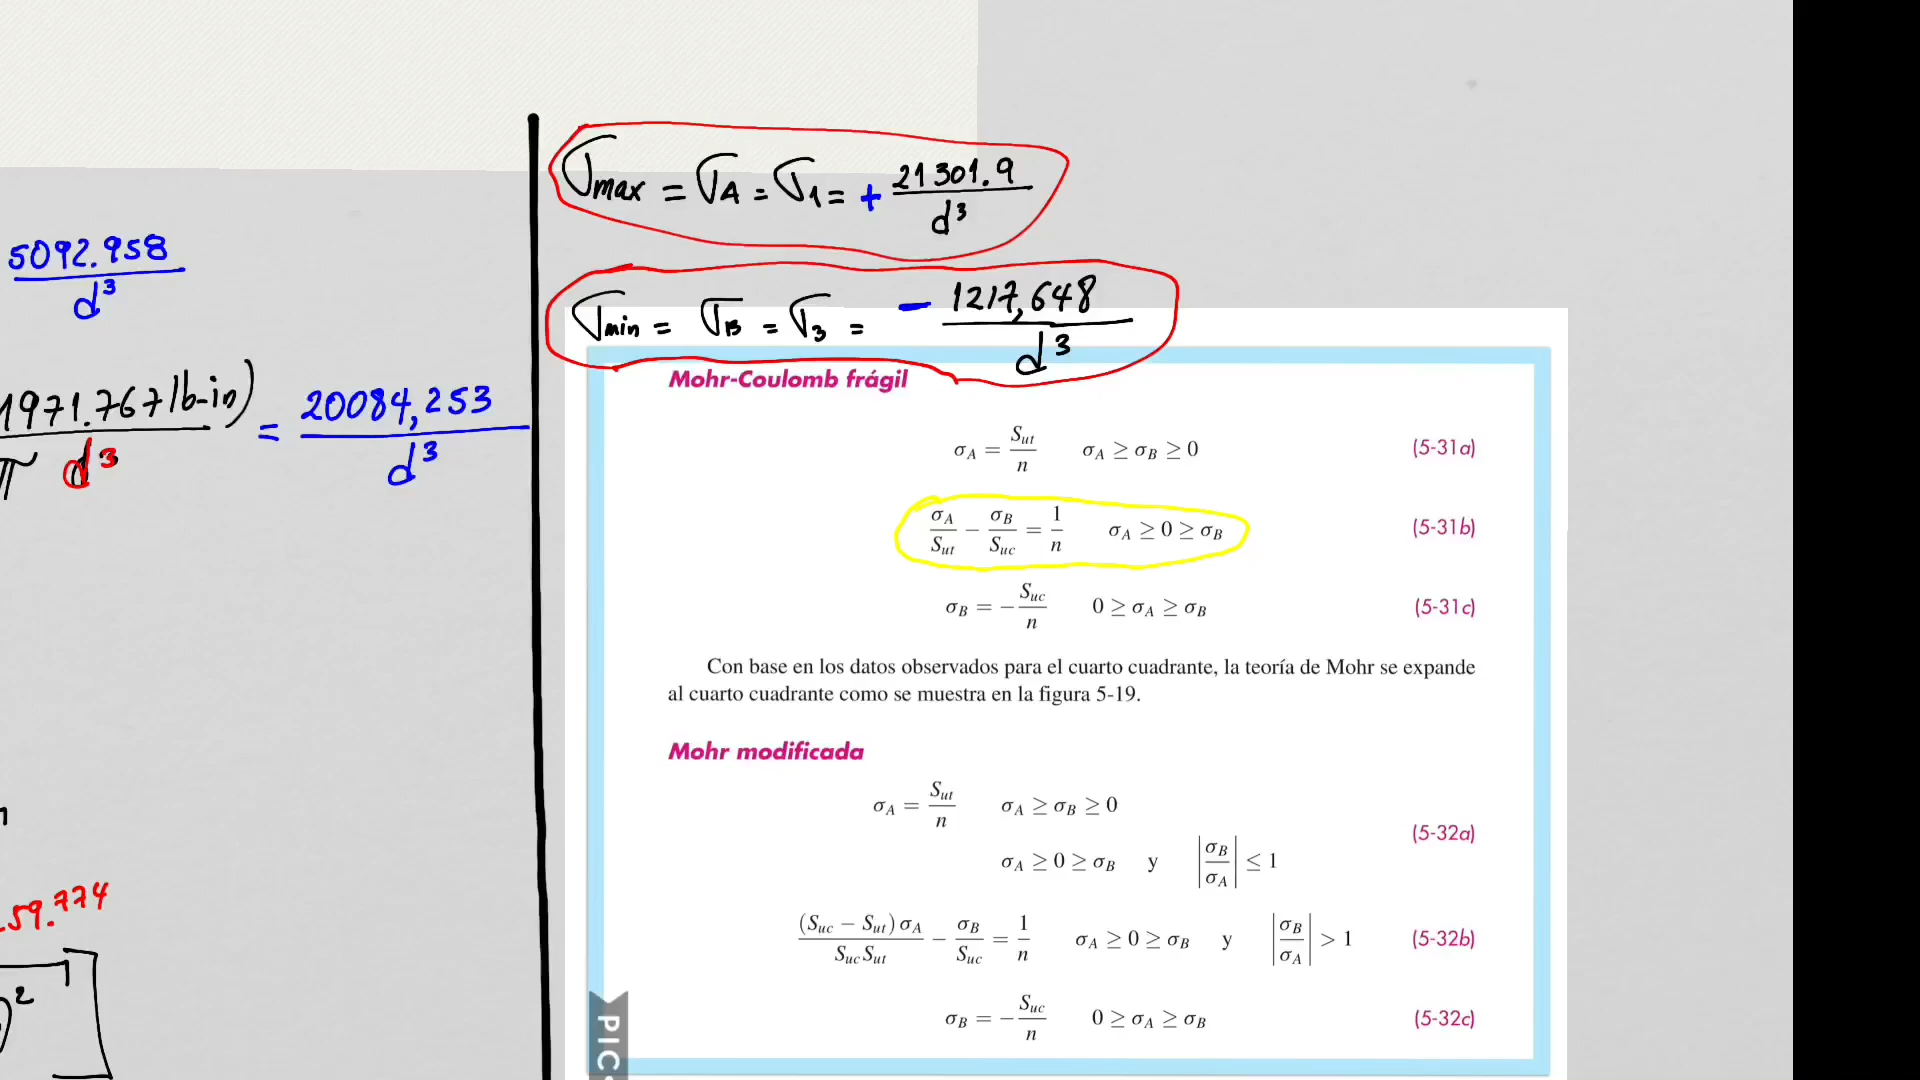 5092.958
d³
1971.767 lb-in) = 20084,253
π d³ d³
59.774
)²
σmax = σA = σ1 = + 21301.9
d³
σmin = σB = σ3 = - 1217,648
d³
Mohr-Coulomb frágil
σA = Sut / n σA ≥ σB ≥ 0 (5-31a)
σA / Sut − σB / Suc = 1 / n σA ≥ 0 ≥ σB (5-31b)
σB = − Suc / n 0 ≥ σA ≥ σB (5-31c)
Con base en los datos observados para el cuarto cuadrante, la teoría de Mohr se expande
al cuarto cuadrante como se muestra en la figura 5-19.
Mohr modificada
σA = Sut / n σA ≥ σB ≥ 0
(5-32a)
σA ≥ 0 ≥ σB y |σB / σA| ≤ 1
(Suc − Sut) σA / Suc Sut − σB / Suc = 1 / n σA ≥ 0 ≥ σB y |σB / σA| > 1 (5-32b)
σB = − Suc / n 0 ≥ σA ≥ σB (5-32c)
PIC